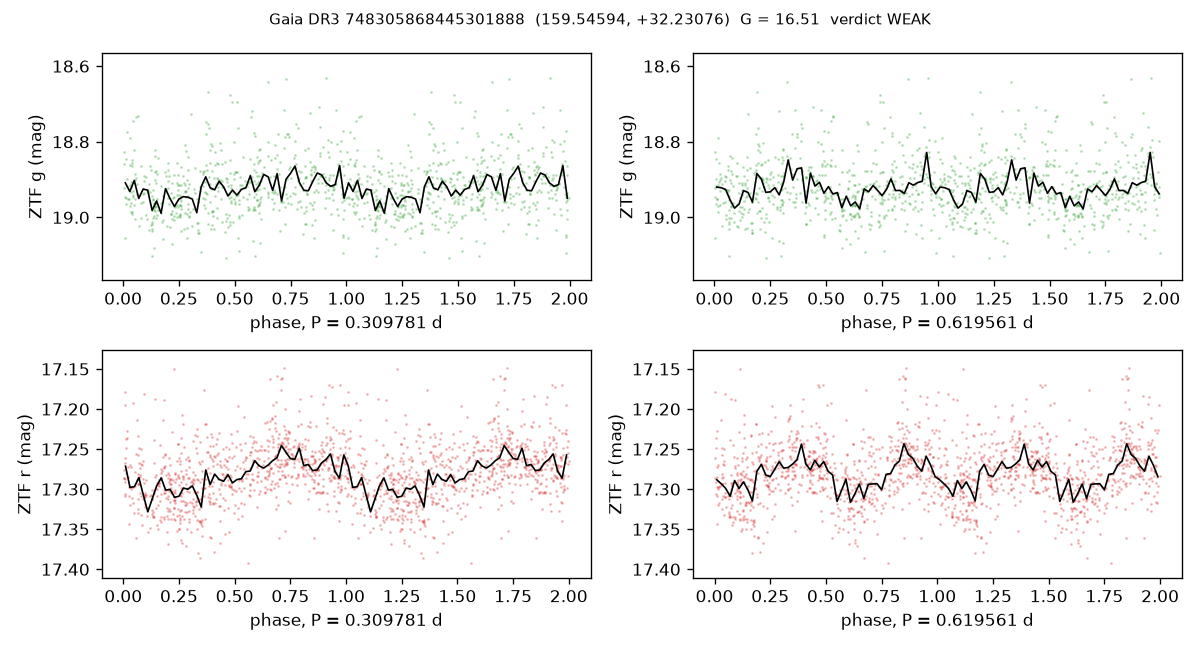 Gaia DR3 748305868445301888 (159.54594, +32.23076) G = 16.51 verdict WEAK
ZTF g (mag)
18.6
18.8
19.0
0.00 0.25 0.50 0.75 1.00 1.25 1.50 1.75 2.00
phase, P = 0.309781 d
ZTF g (mag)
18.6
18.8
19.0
0.00 0.25 0.50 0.75 1.00 1.25 1.50 1.75 2.00
phase, P = 0.619561 d
ZTF r (mag)
17.15
17.20
17.25
17.30
17.35
17.40
0.00 0.25 0.50 0.75 1.00 1.25 1.50 1.75 2.00
phase, P = 0.309781 d
ZTF r (mag)
17.15
17.20
17.25
17.30
17.35
17.40
0.00 0.25 0.50 0.75 1.00 1.25 1.50 1.75 2.00
phase, P = 0.619561 d